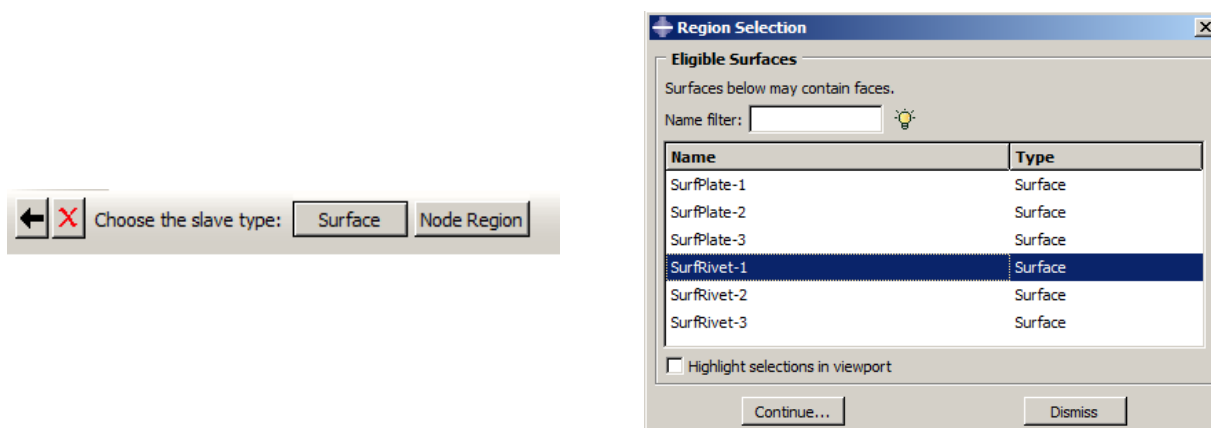 Choose the slave type: Surface Node Region
Region Selection
Eligible Surfaces
Surfaces below may contain faces.
Name filter:
Name Type
SurfPlate-1 Surface
SurfPlate-2 Surface
SurfPlate-3 Surface
SurfRivet-1 Surface
SurfRivet-2 Surface
SurfRivet-3 Surface
Highlight selections in viewport
Continue... Dismiss